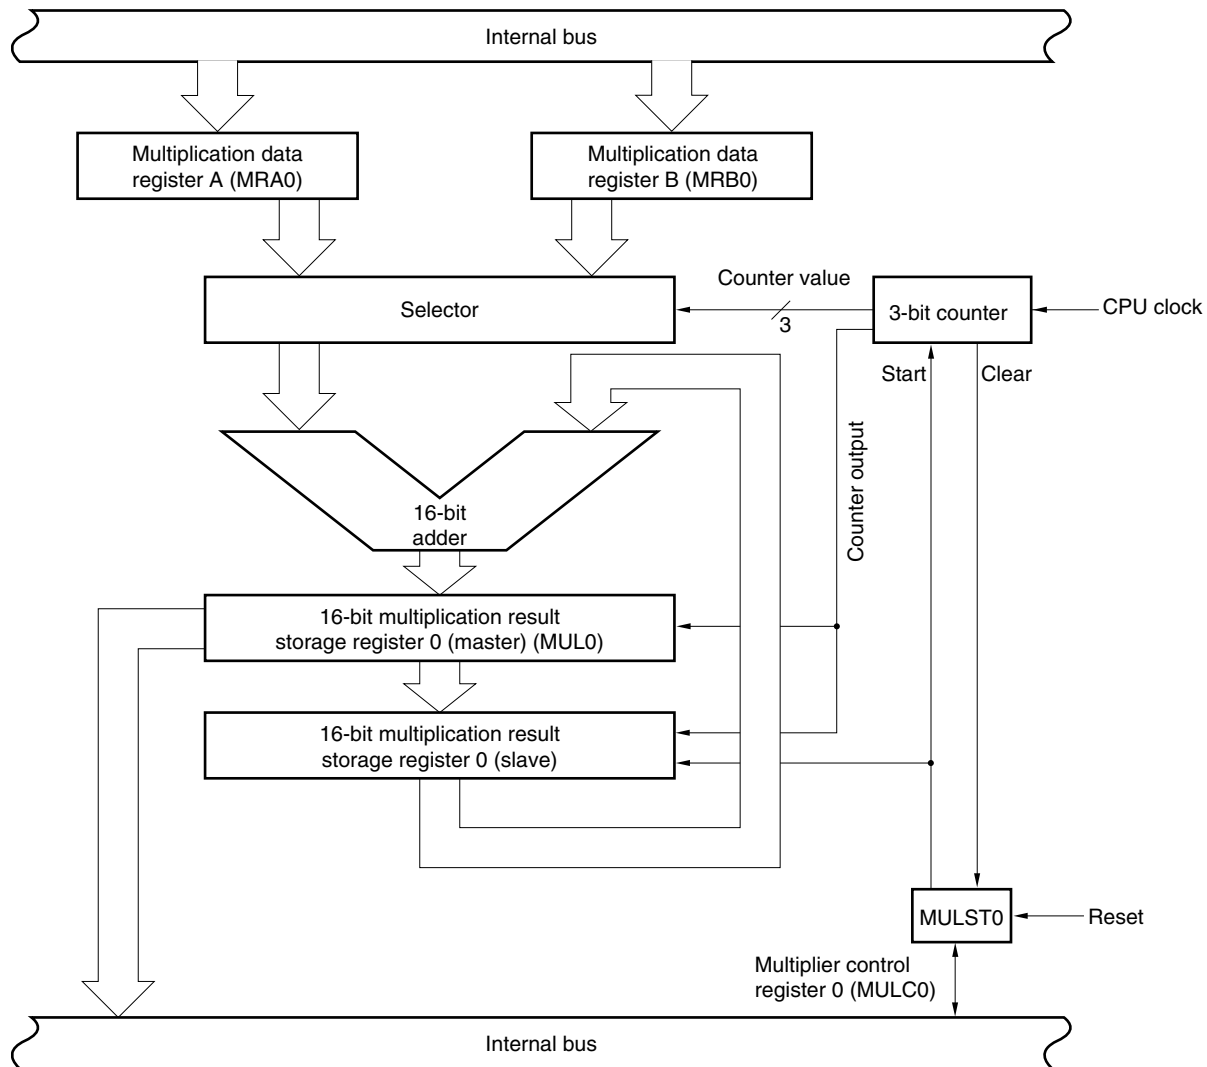 Internal bus
Multiplication data
register A (MRA0)
Multiplication data
register B (MRB0)
Selector
Counter value
3
3-bit counter
CPU clock
Start
Clear
Counter output
16-bit
adder
16-bit multiplication result
storage register 0 (master) (MUL0)
16-bit multiplication result
storage register 0 (slave)
MULST0
Reset
Multiplier control
register 0 (MULC0)
Internal bus